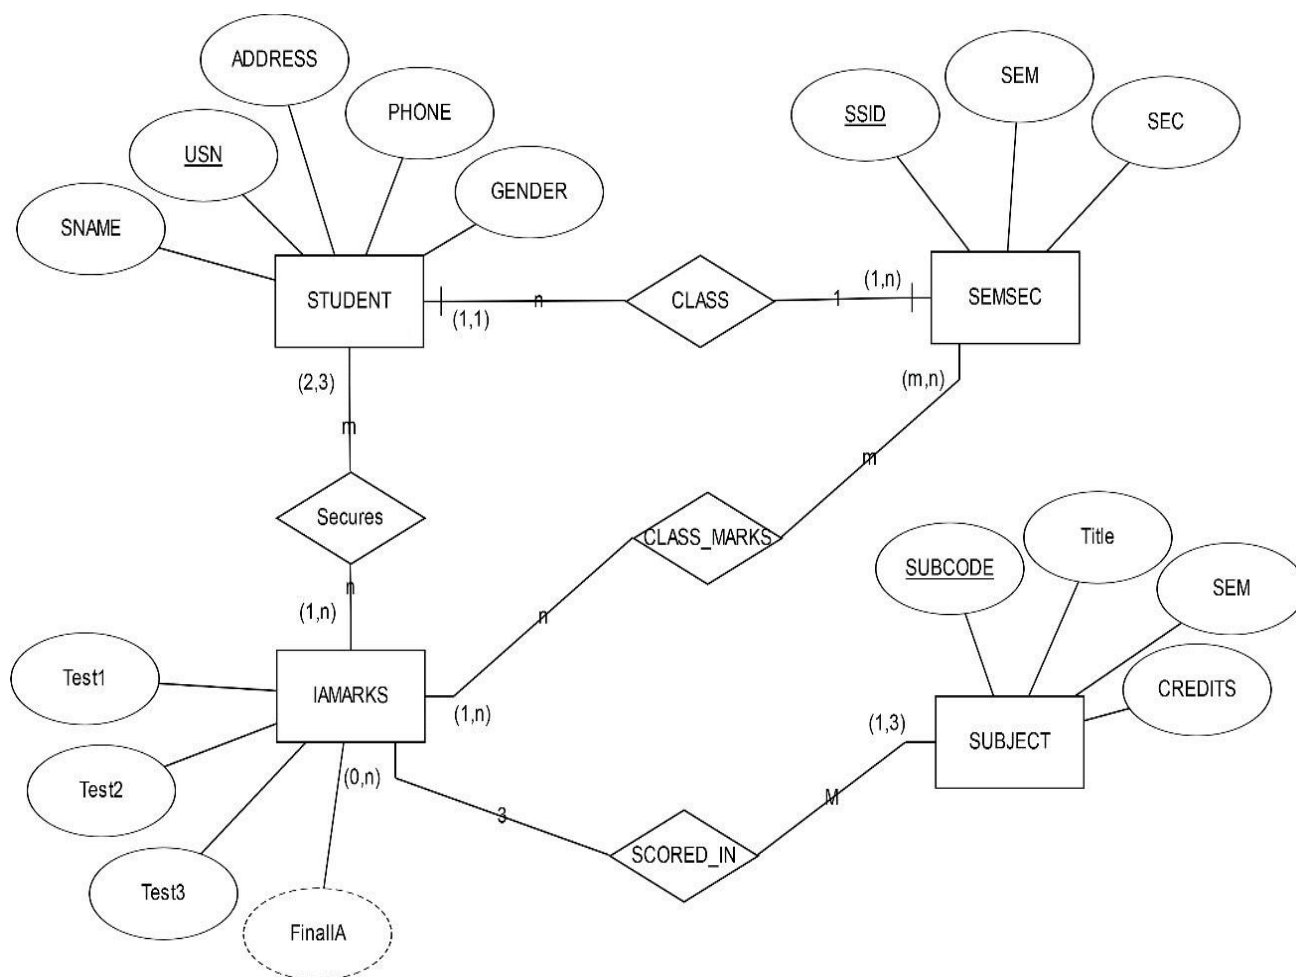 ADDRESS
SEM
PHONE
SSID
SEC
USN
GENDER
SNAME
STUDENT
n
CLASS
1
(1,n)
SEMSEC
(1,1)
(2,3)
(m,n)
m
m
Secures
CLASS_MARKS
Title
SUBCODE
n
SEM
(1,n)
n
Test1
IAMARKS
CREDITS
(1,n)
(1,3)
SUBJECT
Test2
(0,n)
3
M
SCORED_IN
Test3
FinalIA